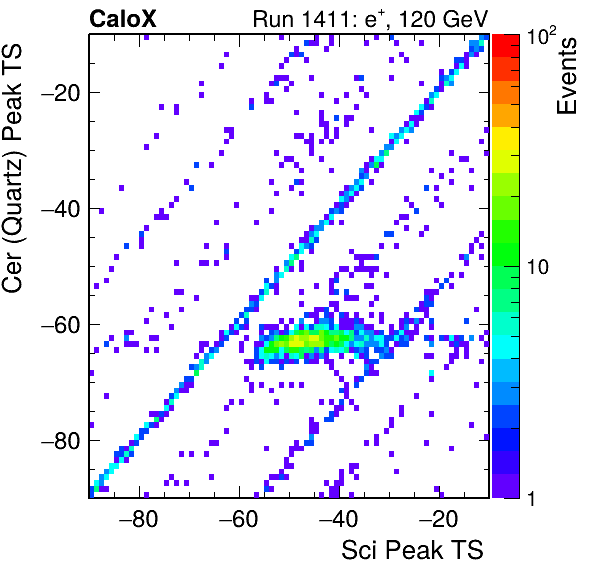 CaloX Run 1411: e⁺, 120 GeV
Cer (Quartz) Peak TS
−20
−40
−60
−80
−80 −60 −40 −20
Sci Peak TS
10²
10
1
Events